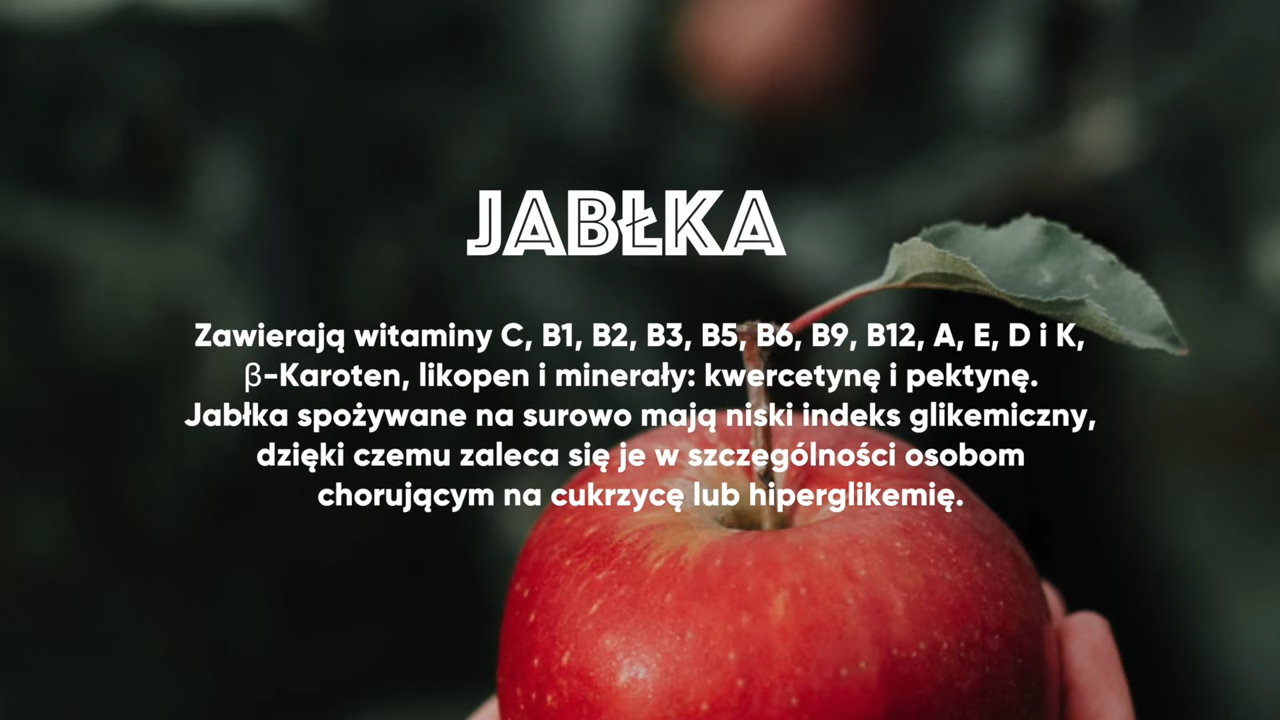 JABŁKA
Zawierają witaminy C, B1, B2, B3, B5, B6, B9, B12, A, E, D i K,
β-Karoten, likopen i minerały: kwercetynę i pektynę.
Jabłka spożywane na surowo mają niski indeks glikemiczny,
dzięki czemu zaleca się je w szczególności osobom
chorującym na cukrzycę lub hiperglikemię.